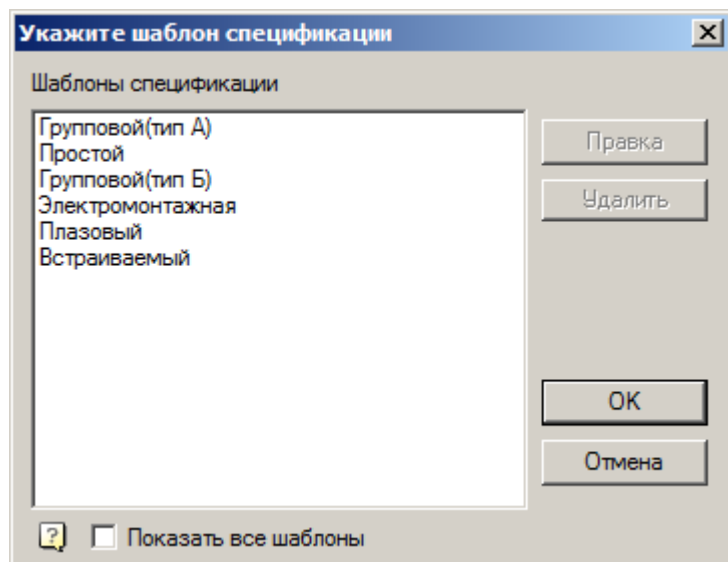 Укажите шаблон спецификации
Шаблоны спецификации
Групповой(тип А)
Простой
Групповой(тип Б)
Электромонтажная
Плазовый
Встраиваемый
Правка
Удалить
ОК
Отмена
Показать все шаблоны